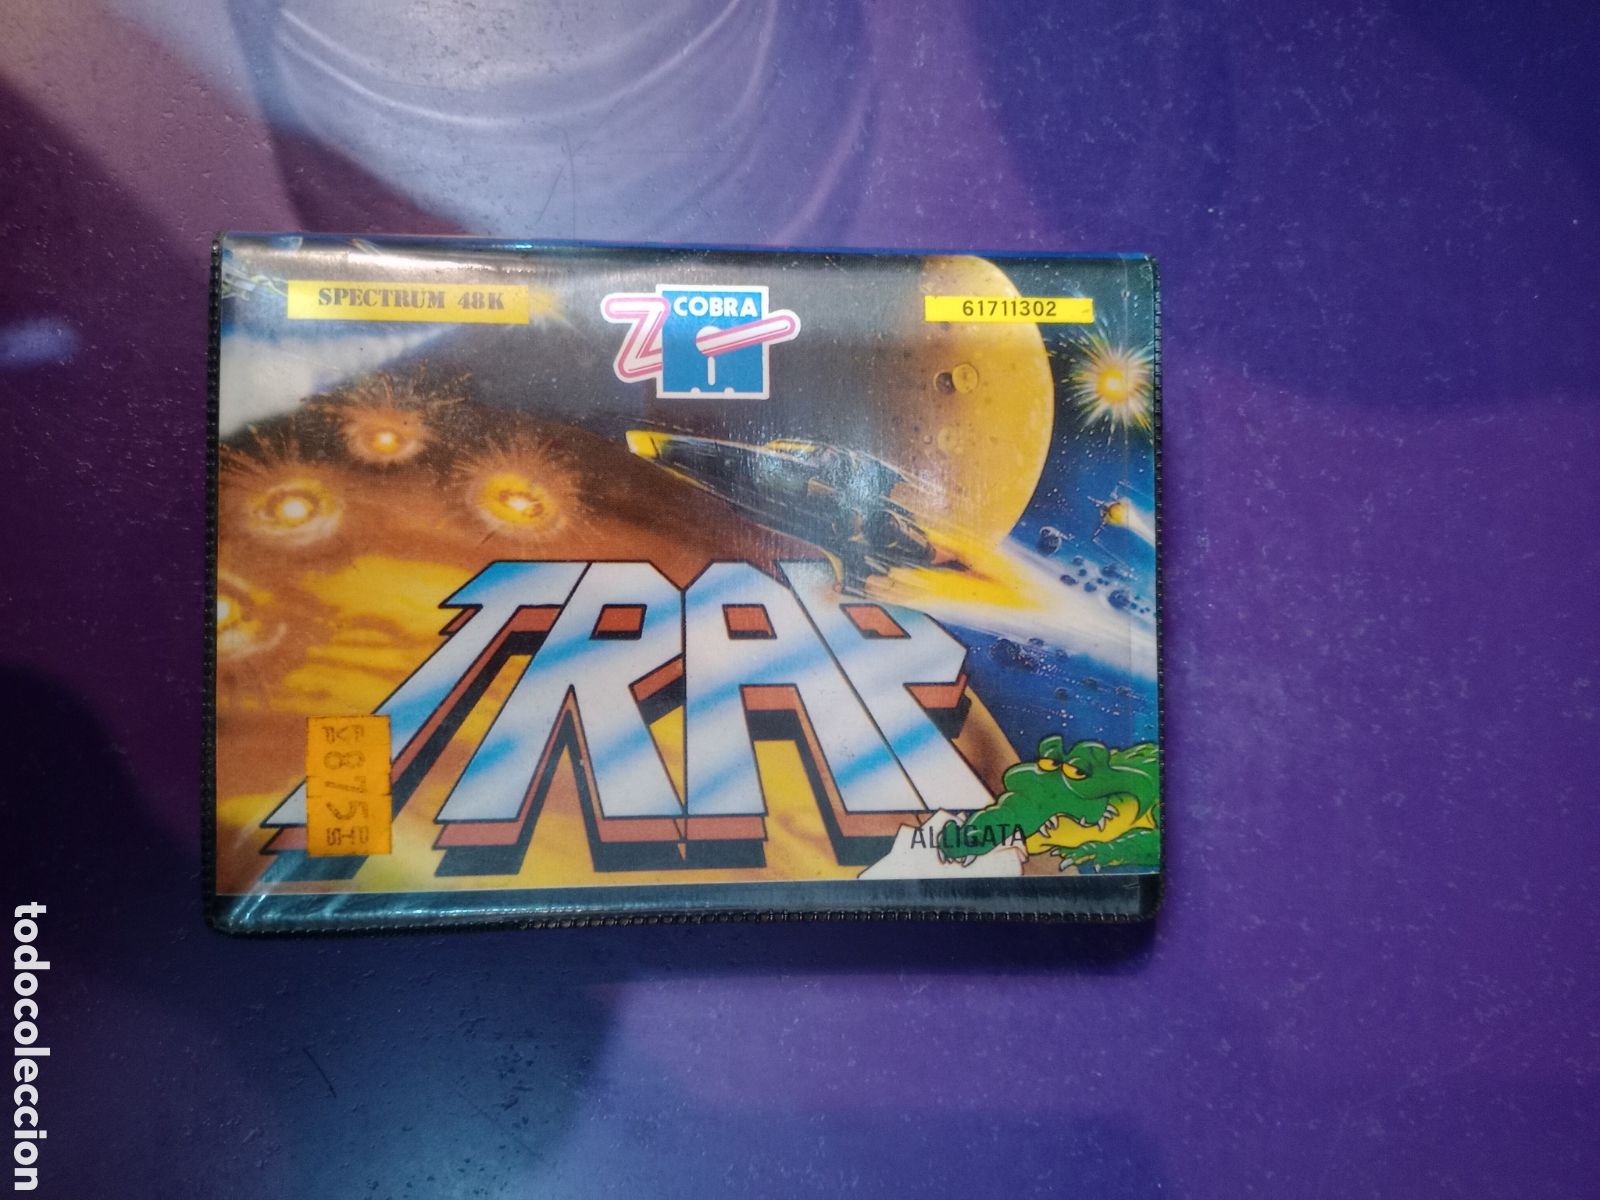 SPECTRUM 48K
Z COBRA
61711302
TRAP
875
ALLIGATA
todocoleccion